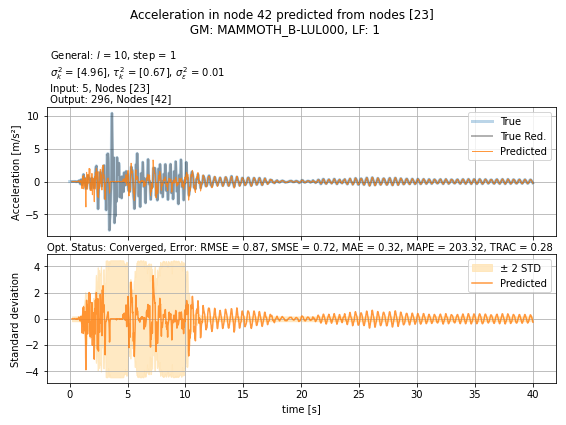 Acceleration in node 42 predicted from nodes [23]
GM: MAMMOTH_B-LUL000, LF: 1
General: l = 10, step = 1
σ²ₖ = [4.96], τ²ₖ = [0.67], σ²ε = 0.01
Input: 5, Nodes [23]
Output: 296, Nodes [42]
10
5
0
−5
Acceleration [m/s²]
True
True Red.
Predicted
Opt. Status: Converged, Error: RMSE = 0.87, SMSE = 0.72, MAE = 0.32, MAPE = 203.32, TRAC = 0.28
4
2
0
−2
−4
Standard deviation
± 2 STD
Predicted
0 5 10 15 20 25 30 35 40
time [s]